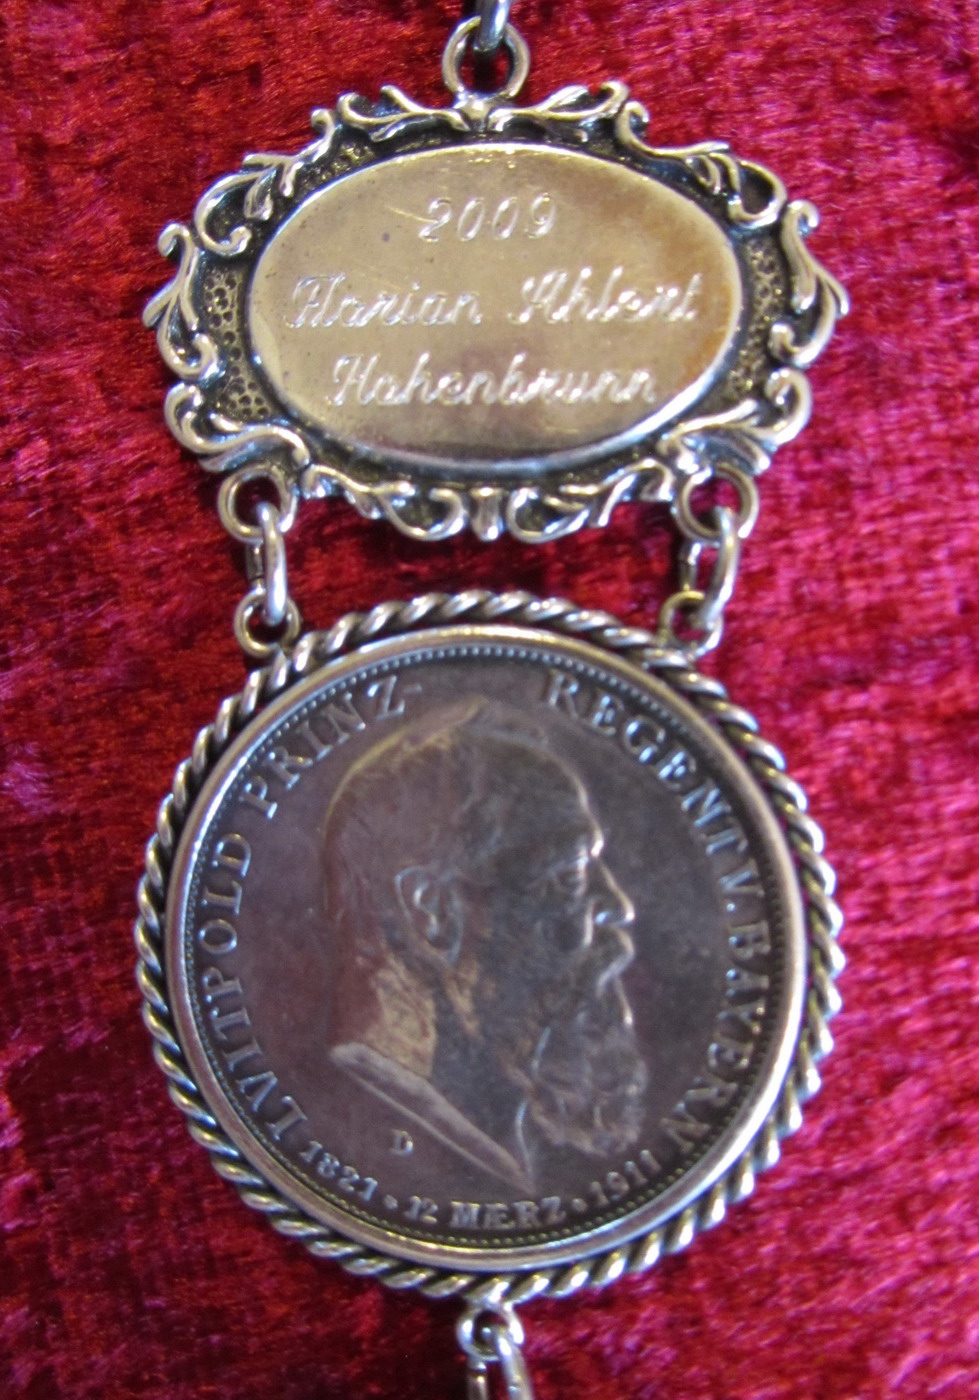 2009
Florian Ahlert
Hohenbrunn
LVITPOLD PRINZ-REGENT V. BAYERN
D
1821 • 12 MÆRZ • 1911